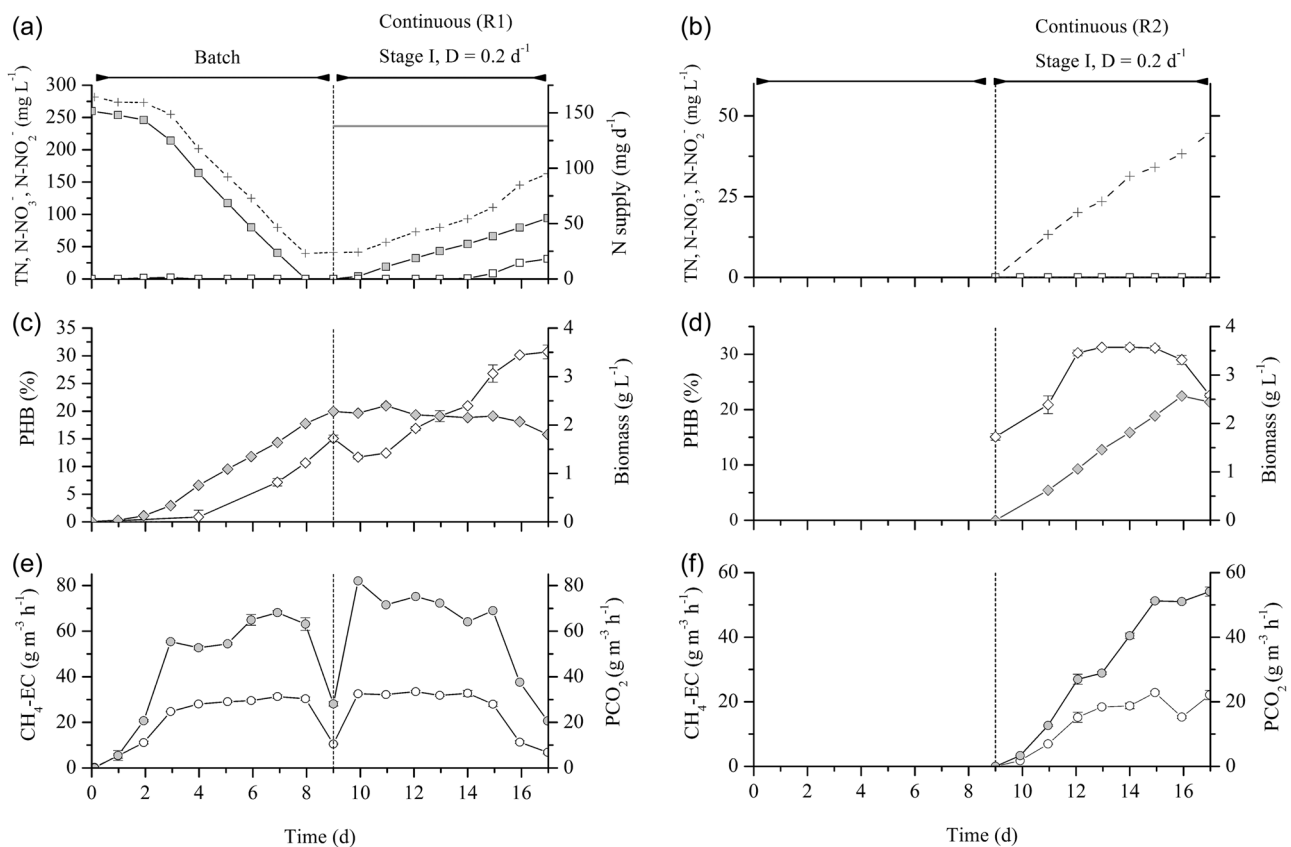 (a)
Continuous (R1)
Batch
Stage I, D = 0.2 d⁻¹
TN, N-NO₃⁻, N-NO₂⁻ (mg L⁻¹)
300
250
200
150
100
50
0
150
100
50
0
N supply (mg d⁻¹)
(b)
Continuous (R2)
Stage I, D = 0.2 d⁻¹
TN, N-NO₃⁻, N-NO₂⁻ (mg L⁻¹)
50
25
0
(c)
PHB (%)
35
30
25
20
15
10
5
0
4
3
2
1
0
Biomass (g L⁻¹)
(d)
PHB (%)
30
20
10
0
4
3
2
1
0
Biomass (g L⁻¹)
(e)
CH₄-EC (g m⁻³ h⁻¹)
80
60
40
20
0
80
60
40
20
0
PCO₂ (g m⁻³ h⁻¹)
0 2 4 6 8 10 12 14 16
Time (d)
(f)
CH₄-EC (g m⁻³ h⁻¹)
60
40
20
0
60
40
20
0
PCO₂ (g m⁻³ h⁻¹)
0 2 4 6 8 10 12 14 16
Time (d)